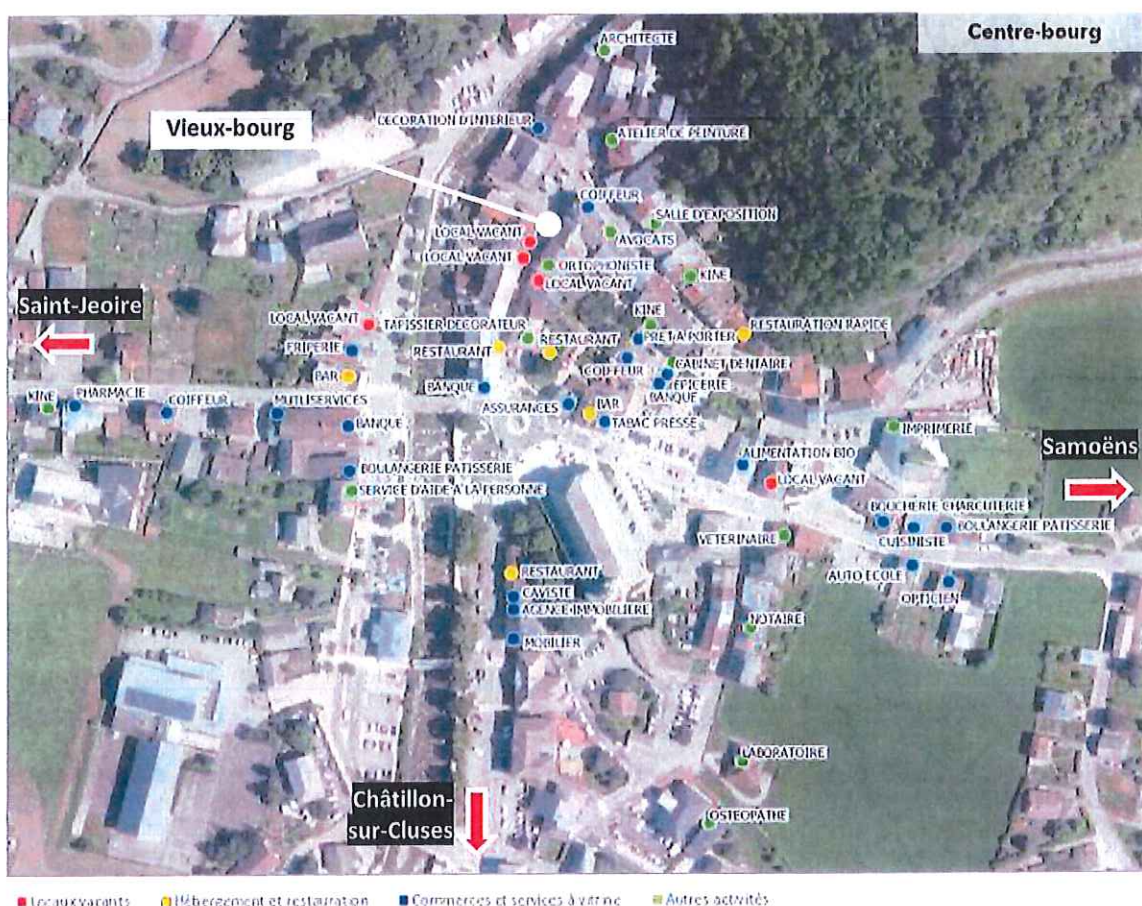 Centre-bourg
ARCHITECTE
DECORATION D'INTERIEUR
Vieux-bourg
ATELIER DE PEINTURE
COIFFEUR
SALLE D'EXPOSITION
LOCAL VACANT
AVOCATS
LOCAL VACANT
ORTOPHONISTE
LOCAL VACANT
KINE
Saint-Jeoire
LOCAL VACANT
TAPISSIER DECORATEUR
KINE
RESTAURATION RAPIDE
PRET A PORTER
FRIPERIE
RESTAURANT
RESTAURANT
COIFFEUR
CABINET DENTAIRE
BAR
BANQUE
EPICERIE
BANQUE
KINE
PHARMACIE
COIFFEUR
MUTLISERVICES
ASSURANCES
BAR
BANQUE
TABAC PRESSE
IMPRIMERIE
ALIMENTATION BIO
Samoëns
BOULANGERIE PATISSERIE
LOCAL VACANT
SERVICE D'AIDE A LA PERSONNE
BOUCHERIE CHARCUTERIE
BOULANGERIE PATISSERIE
VETERINAIRE
CUISINISTE
AUTO ECOLE
RESTAURANT
OPTICIEN
CAVISTE
AGENCE IMMOBILIERE
NOTAIRE
MOBILIER
LABORATOIRE
Châtillon-
sur-Cluses
OSTEOPATHE
Locaux vacants Hébergement et restauration Commerces et services à vitrine Autres activités